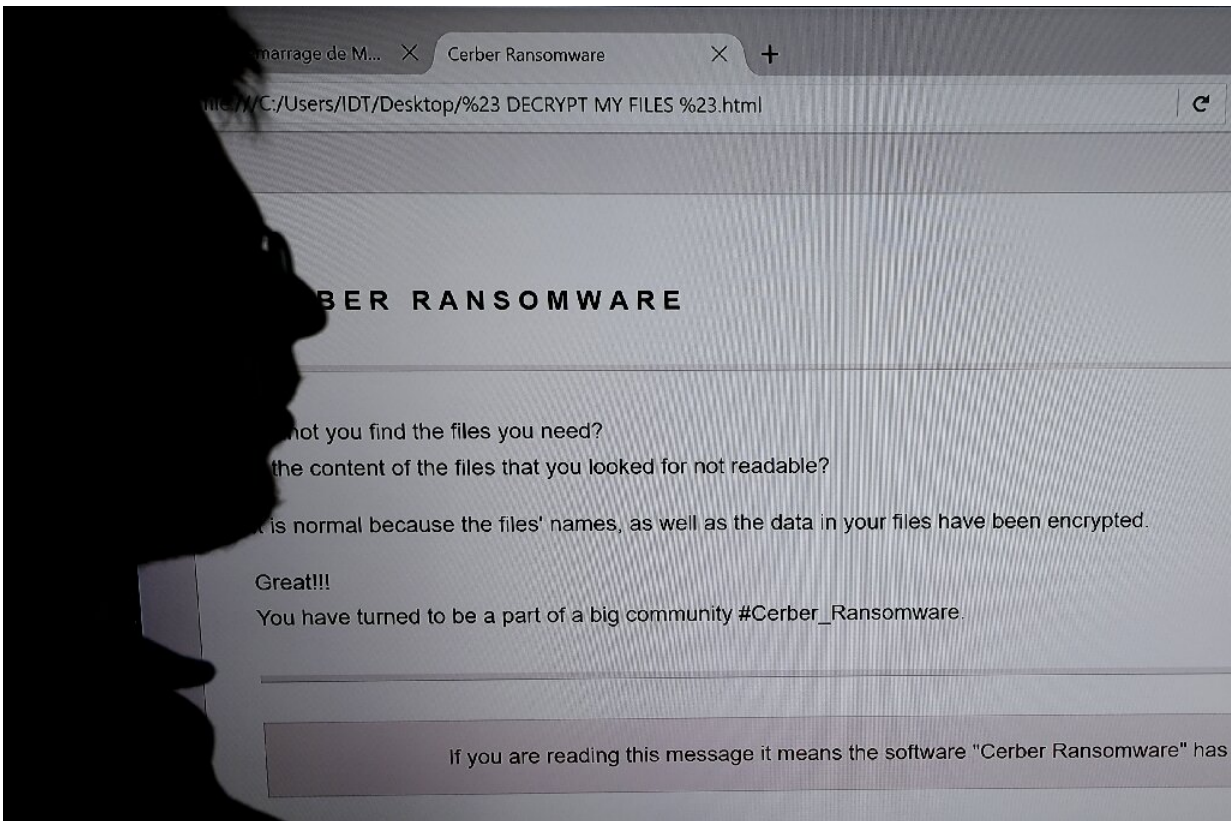 marrage de M... Cerber Ransomware
/C:/Users/IDT/Desktop/%23 DECRYPT MY FILES %23.html
BER RANSOMWARE
not you find the files you need?
the content of the files that you looked for not readable?
is normal because the files' names, as well as the data in your files have been encrypted.
Great!!!
You have turned to be a part of a big community #Cerber_Ransomware.
If you are reading this message it means the software "Cerber Ransomware" has